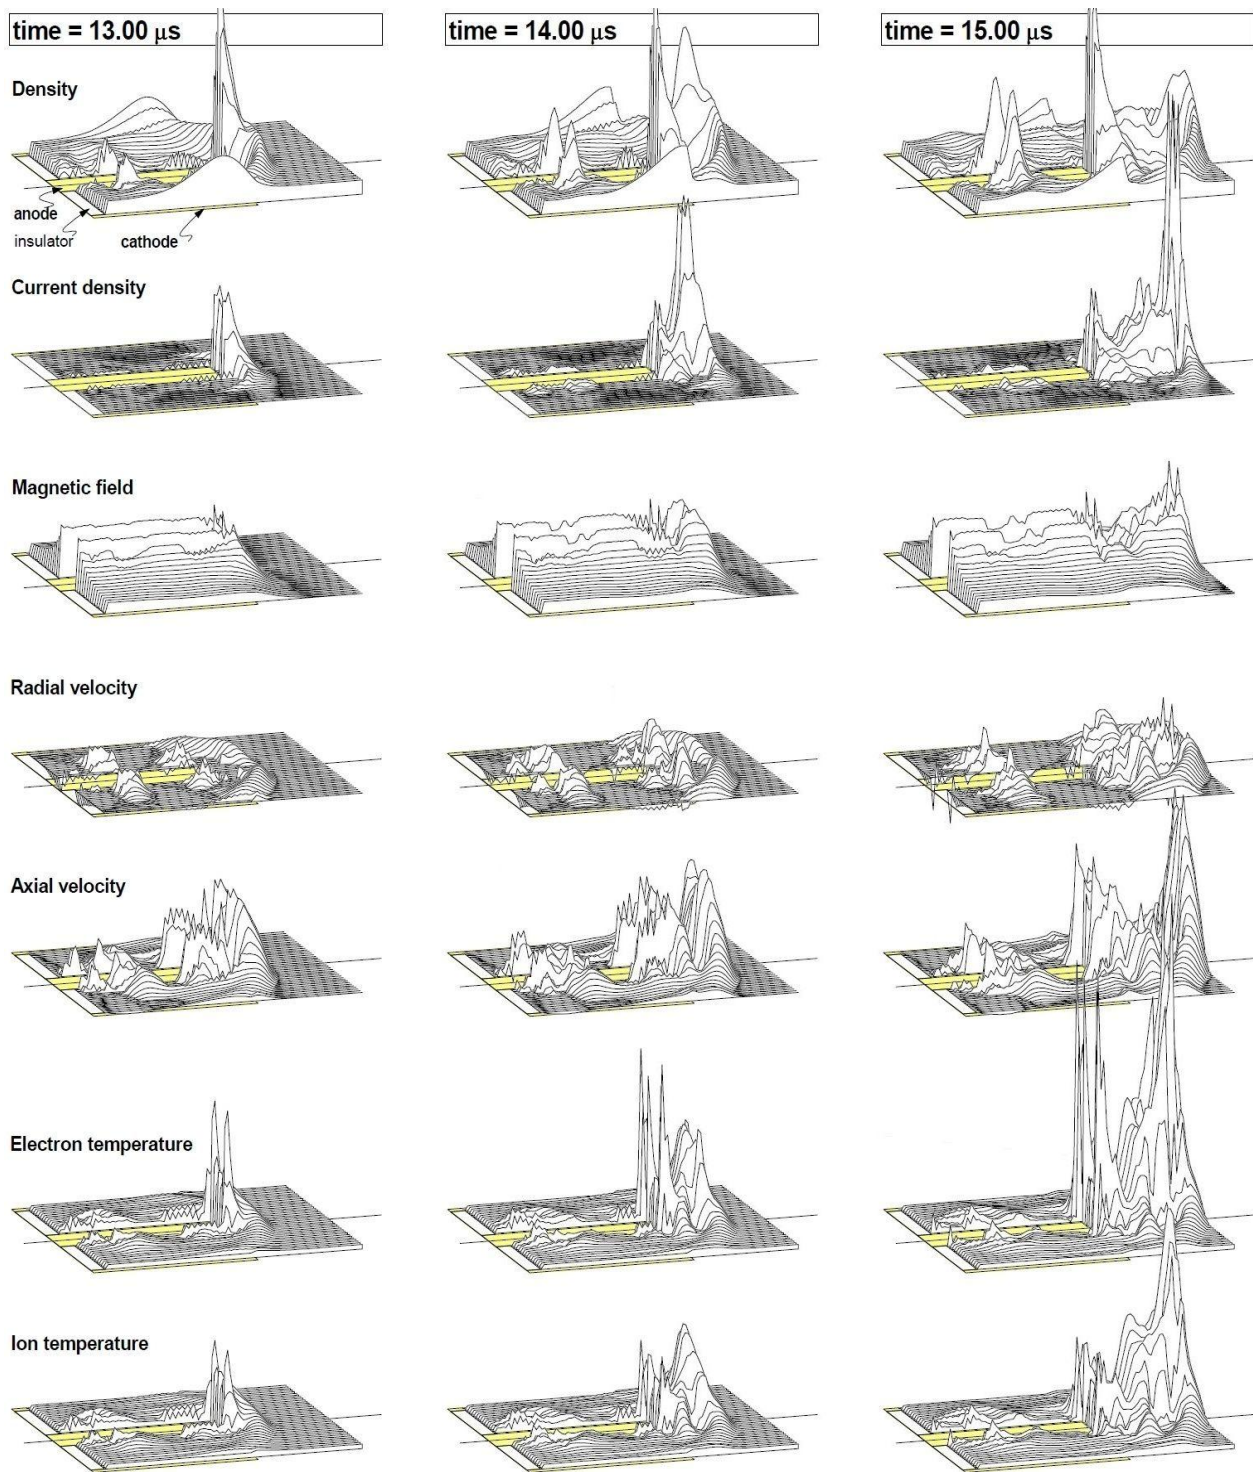 time = 13.00 μs
time = 14.00 μs
time = 15.00 μs
Density
anode
insulator
cathode
Current density
Magnetic field
Radial velocity
Axial velocity
Electron temperature
Ion temperature